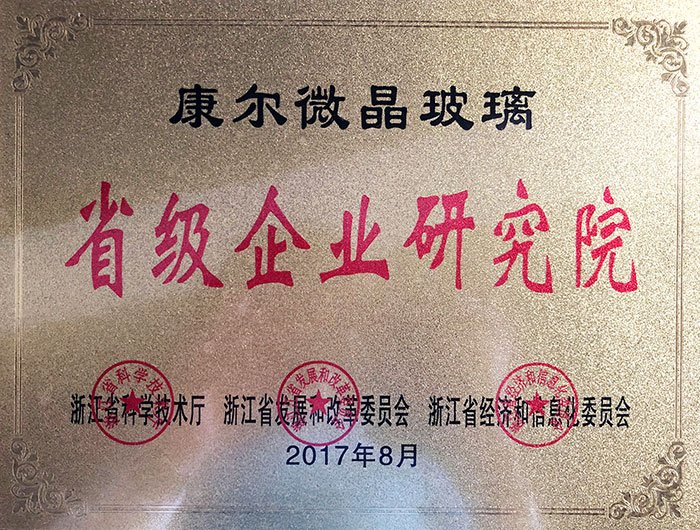 康尔微晶玻璃
省级企业研究院
浙江省科学技术厅 浙江省发展和改革委员会 浙江省经济和信息化委员会
2017年8月